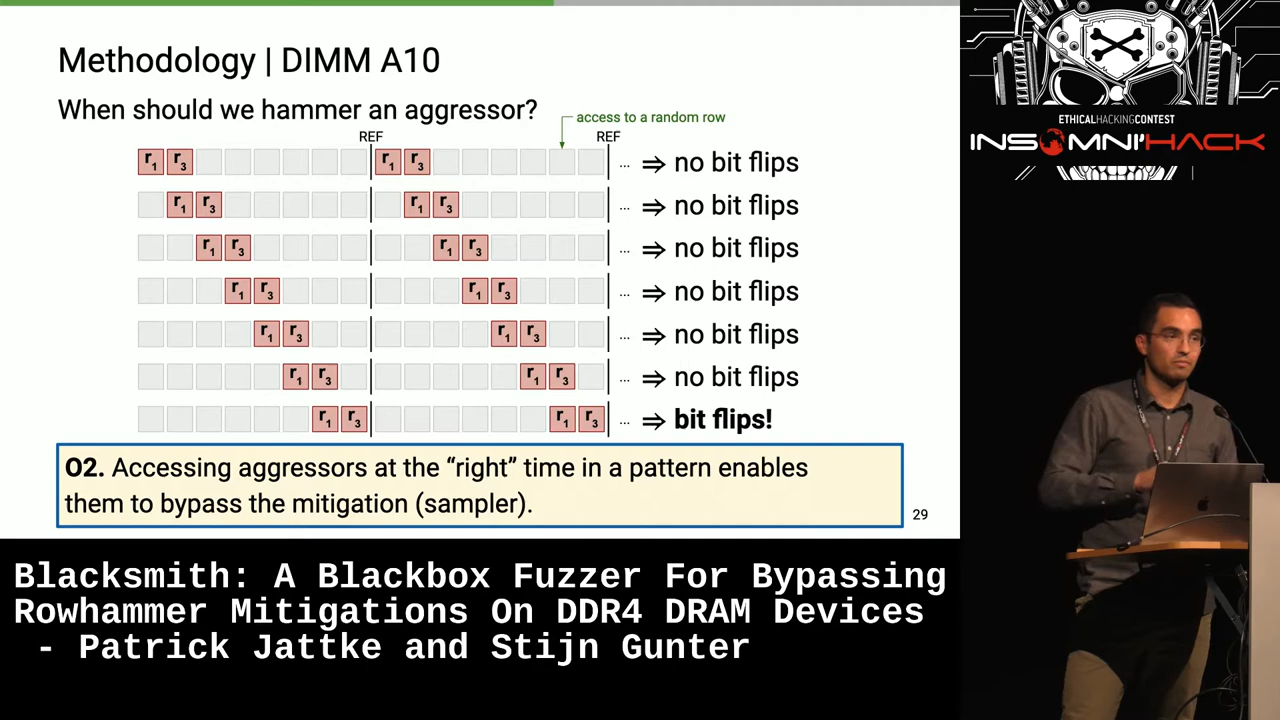 Methodology | DIMM A10
When should we hammer an aggressor?
access to a random row
REF REF
r1 r3 r1 r3 ... ⇒ no bit flips
r1 r3 r1 r3 ... ⇒ no bit flips
r1 r3 r1 r3 ... ⇒ no bit flips
r1 r3 r1 r3 ... ⇒ no bit flips
r1 r3 r1 r3 ... ⇒ no bit flips
r1 r3 r1 r3 ... ⇒ no bit flips
r1 r3 r1 r3 ... ⇒ bit flips!
O2. Accessing aggressors at the “right” time in a pattern enables
them to bypass the mitigation (sampler).
29
ETHICALHACKINGCONTEST
INSOMNI'HACK
Blacksmith: A Blackbox Fuzzer For Bypassing
Rowhammer Mitigations On DDR4 DRAM Devices
- Patrick Jattke and Stijn Gunter